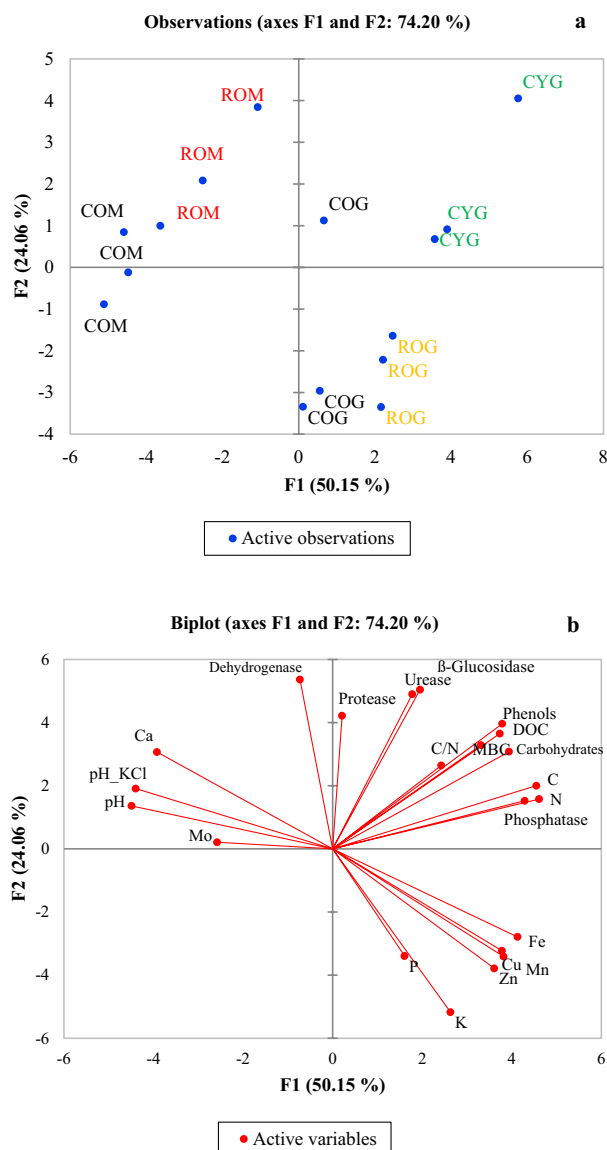 Observations (axes F1 and F2: 74.20 %)
a
5
4
3
2
1
0
-1
-2
-3
-4
F2 (24.06 %)
ROM
CYG
ROM
ROM
COM
COG
CYG
CYG
COM
COM
ROG
ROG
COG
COG
ROG
-6
-4
-2
0
2
4
6
8
F1 (50.15 %)
Active observations
Biplot (axes F1 and F2: 74.20 %)
b
6
4
2
0
-2
-4
-6
F2 (24.06 %)
Dehydrogenase
ß-Glucosidase
Urease
Protease
Phenols
DOC
Ca
C/N
MBC
Carbohydrates
pH_KCl
C
pH
N
Phosphatase
Mo
Fe
P
Cu
Mn
Zn
K
-6
-4
-2
0
2
4
6
F1 (50.15 %)
Active variables